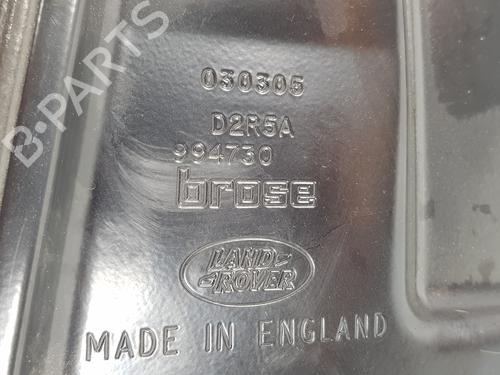 B-PARTS
030305
D2R5A
994730
brose
LAND-
-ROVER
MADE IN ENGLAND